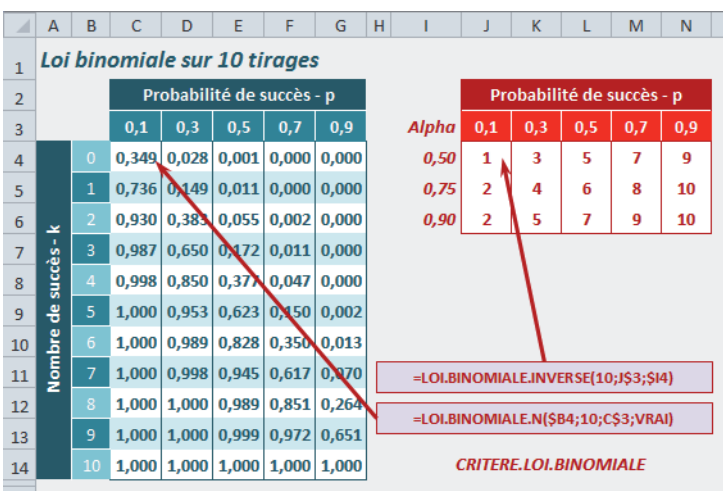 A B C D E F G H I J K L M N
1 Loi binomiale sur 10 tirages
2 Probabilité de succès - p Probabilité de succès - p
3 0,1 0,3 0,5 0,7 0,9 Alpha 0,1 0,3 0,5 0,7 0,9
4 0 0,349 0,028 0,001 0,000 0,000 0,50 1 3 5 7 9
5 1 0,736 0,149 0,011 0,000 0,000 0,75 2 4 6 8 10
6 2 0,930 0,383 0,055 0,002 0,000 0,90 2 5 7 9 10
7 3 0,987 0,650 0,172 0,011 0,000
8 4 0,998 0,850 0,377 0,047 0,000
9 5 1,000 0,953 0,623 0,150 0,002
10 6 1,000 0,989 0,828 0,350 0,013
11 7 1,000 0,998 0,945 0,617 0,070
12 8 1,000 1,000 0,989 0,851 0,264
13 9 1,000 1,000 0,999 0,972 0,651
14 10 1,000 1,000 1,000 1,000 1,000
Nombre de succès - k
=LOI.BINOMIALE.INVERSE(10;J$3;$I4)
=LOI.BINOMIALE.N($B4;10;C$3;VRAI)
CRITERE.LOI.BINOMIALE